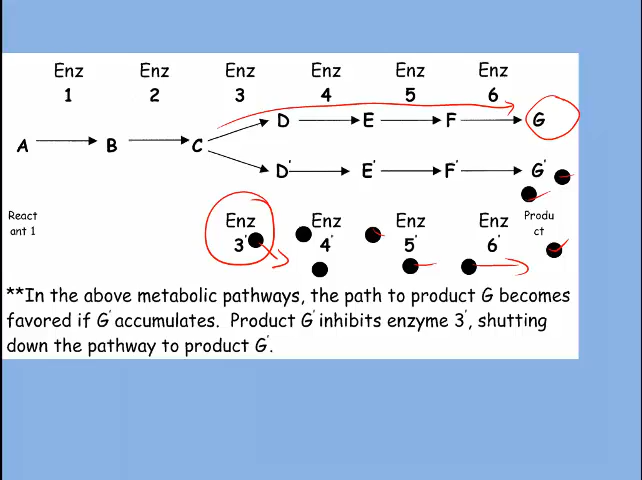 Enz Enz Enz Enz Enz Enz
1 2 3 4 5 6
D E F G
A B C
D' E' F' G'
React Enz Enz Enz Enz Produ
ant 1 3' 4' 5' 6' ct
**In the above metabolic pathways, the path to product G becomes
favored if G' accumulates. Product G' inhibits enzyme 3', shutting
down the pathway to product G'.